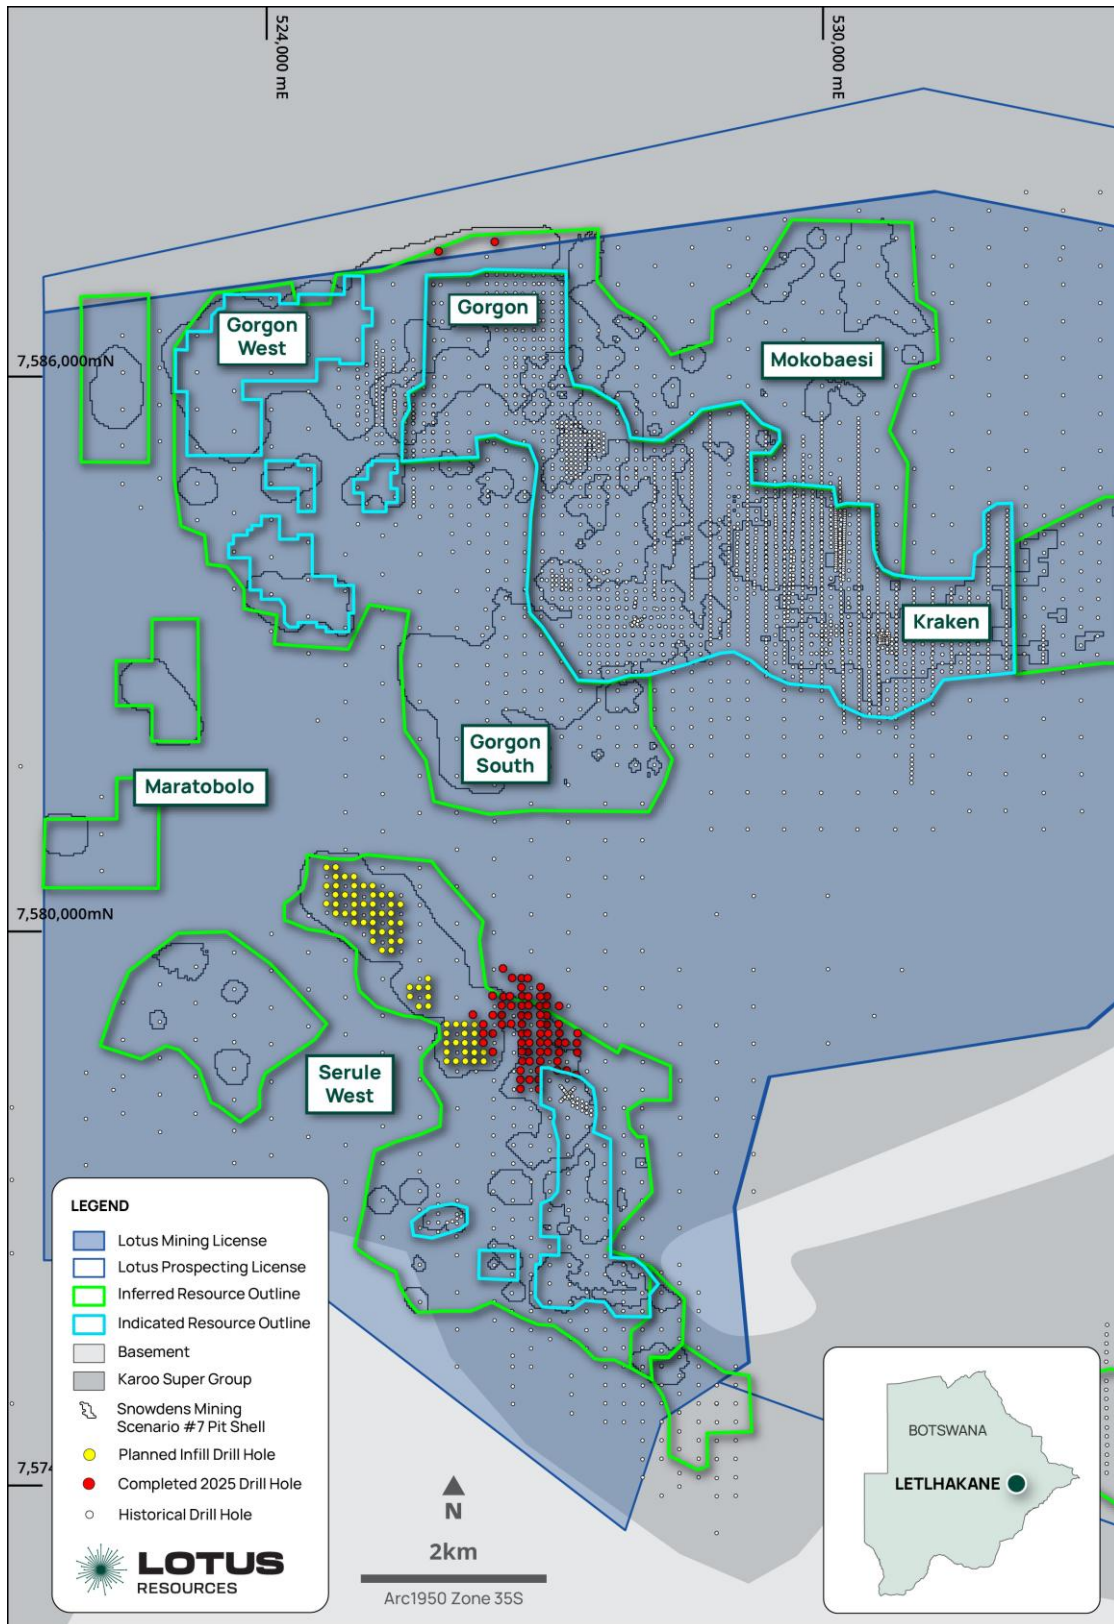 524,000 mE
530,000 mE
Gorgon
West
Gorgon
Mokobaesi
7,586,000mN
Kraken
Gorgon
South
Maratobolo
7,580,000mN
Serule
West
LEGEND
Lotus Mining License
Lotus Prospecting License
Inferred Resource Outline
Indicated Resource Outline
Basement
Karoo Super Group
Snowdens Mining
Scenario #7 Pit Shell
Planned Infill Drill Hole
Completed 2025 Drill Hole
Historical Drill Hole
LOTUS
RESOURCES
7,574
N
2km
Arc1950 Zone 35S
BOTSWANA
LETLHAKANE